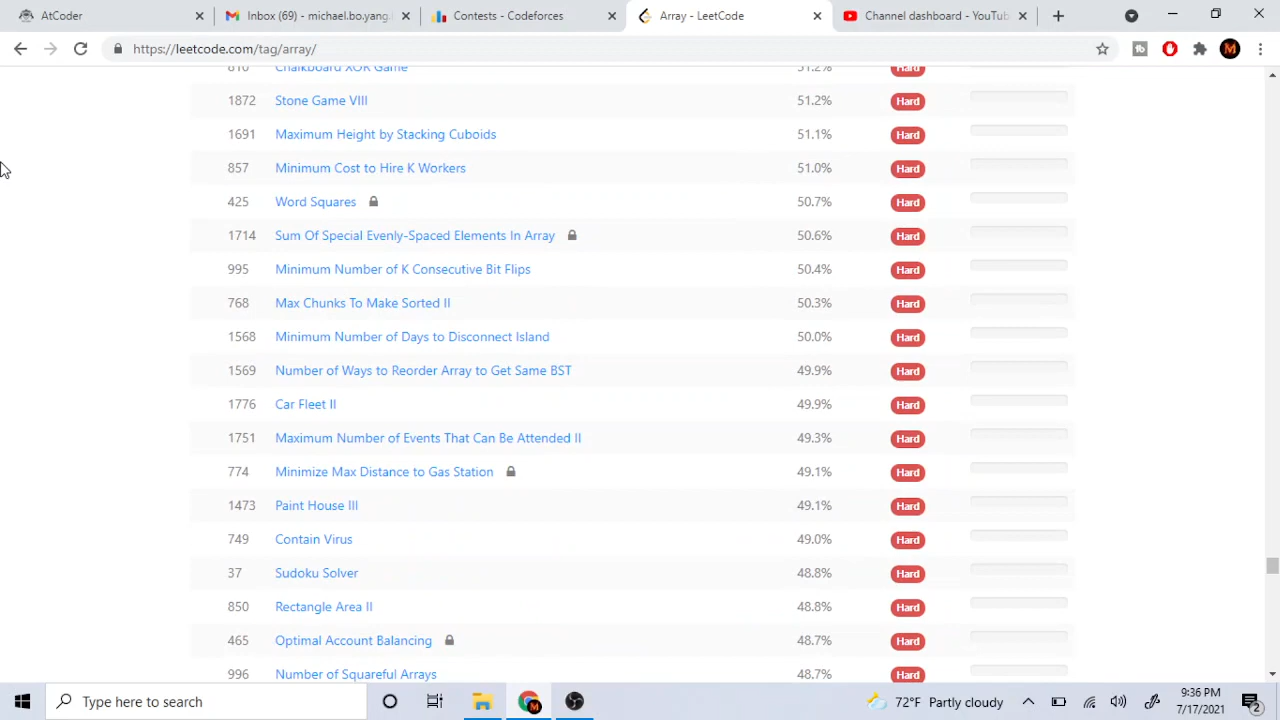 AtCoder
Inbox (69) - michael.byang.
Contests - Codeforces
Array - LeetCode
Channel dashboard - YouTub
https://leetcode.com/tag/array/
810 Chalkboard XOR Game 51.2% Hard
1872 Stone Game VIII 51.2% Hard
1691 Maximum Height by Stacking Cuboids 51.1% Hard
857 Minimum Cost to Hire K Workers 51.0% Hard
425 Word Squares 50.7% Hard
1714 Sum Of Special Evenly-Spaced Elements In Array 50.6% Hard
995 Minimum Number of K Consecutive Bit Flips 50.4% Hard
768 Max Chunks To Make Sorted II 50.3% Hard
1568 Minimum Number of Days to Disconnect Island 50.0% Hard
1569 Number of Ways to Reorder Array to Get Same BST 49.9% Hard
1776 Car Fleet II 49.9% Hard
1751 Maximum Number of Events That Can Be Attended II 49.3% Hard
774 Minimize Max Distance to Gas Station 49.1% Hard
1473 Paint House III 49.1% Hard
749 Contain Virus 49.0% Hard
37 Sudoku Solver 48.8% Hard
850 Rectangle Area II 48.8% Hard
465 Optimal Account Balancing 48.7% Hard
996 Number of Squareful Arrays 48.7% Hard
Type here to search
72°F Partly cloudy
9:36 PM
7/17/2021
2